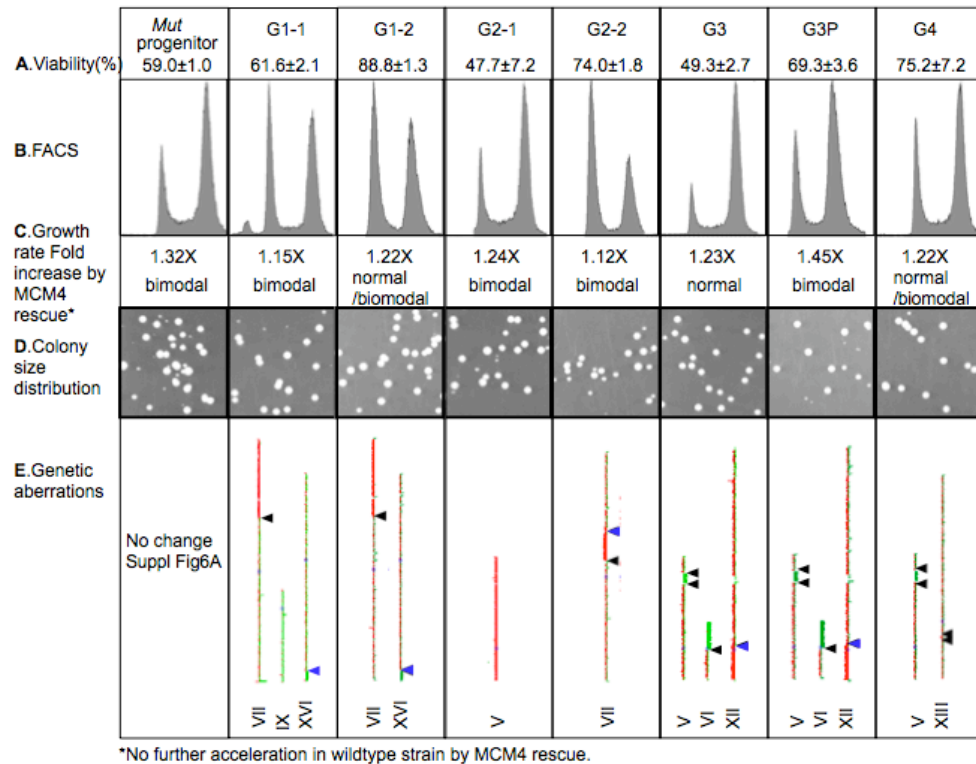 Mut progenitor G1-1 G1-2 G2-1 G2-2 G3 G3P G4
A.Viability(%) 59.0±1.0 61.6±2.1 88.8±1.3 47.7±7.2 74.0±1.8 49.3±2.7 69.3±3.6 75.2±7.2
B.FACS
C.Growth
rate Fold
increase by
MCM4
rescue*
1.32X 1.15X 1.22X 1.24X 1.12X 1.23X 1.45X 1.22X
bimodal bimodal normal /biomodal bimodal bimodal normal bimodal normal /biomodal
D.Colony
size
distribution
E.Genetic
aberrations
No change
Suppl Fig6A
VII IX XVI VII XVI V VII V VI XII V VI XII V XIII
*No further acceleration in wildtype strain by MCM4 rescue.